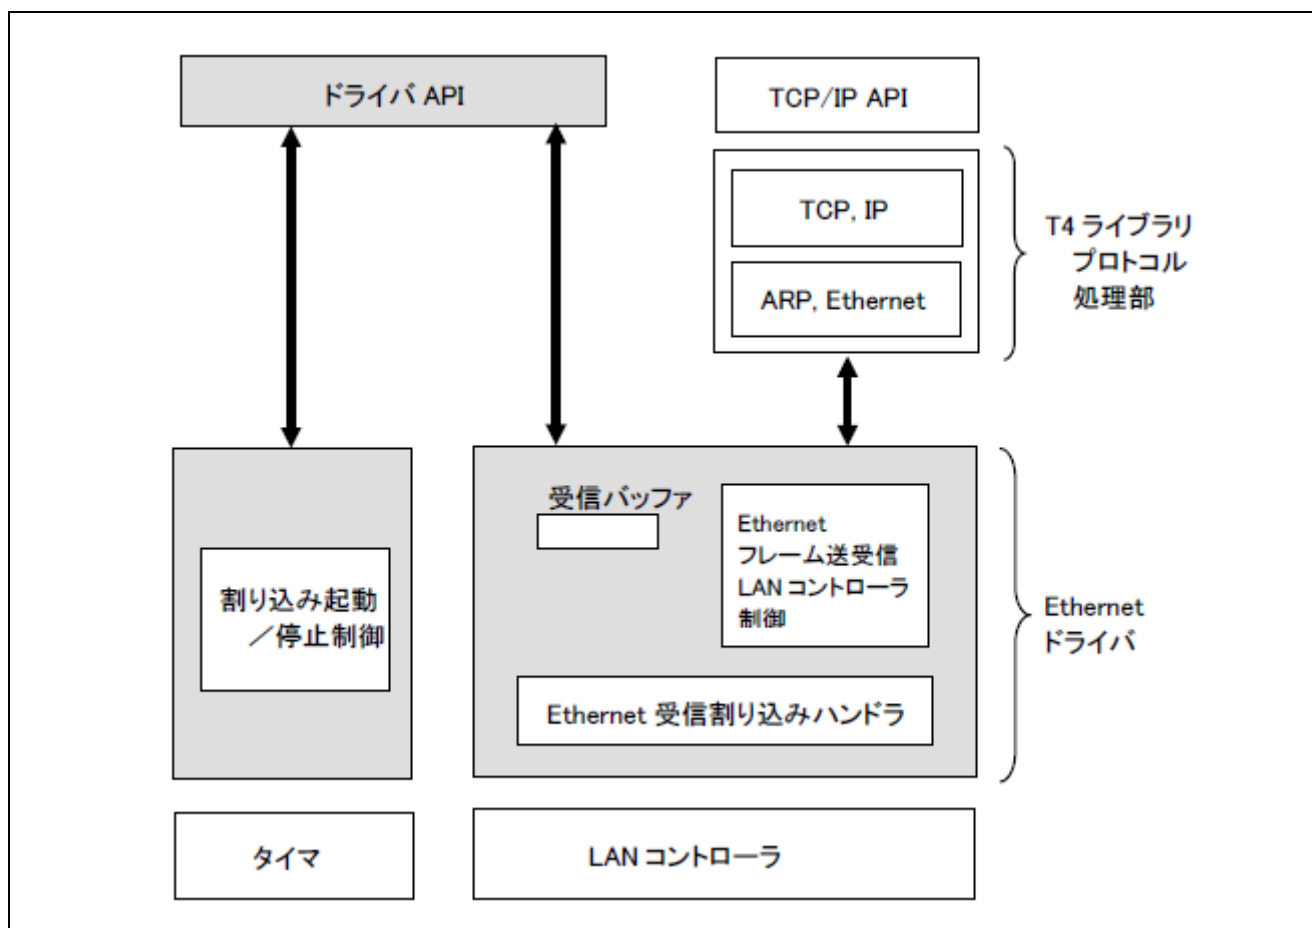 ドライバ API
TCP/IP API
TCP, IP
ARP, Ethernet
T4 ライブラリ
プロトコル
処理部
受信バッファ
Ethernet
フレーム送受信
LAN コントローラ
制御
割り込み起動
／停止制御
Ethernet 受信割り込みハンドラ
Ethernet
ドライバ
タイマ
LAN コントローラ